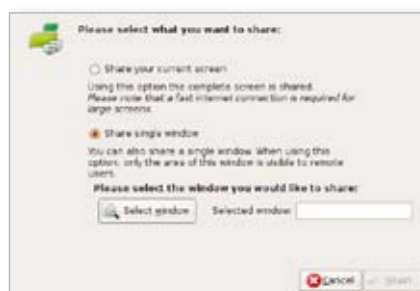 Please select what you want to share:
Share your current screen
Using this option the complete screen is shared.
Please note that a fast internet connection is required for
large screens.
Share single window
You can also share a single window. When using this
option, only the area of this window is visible to remote
users.
Please select the window you would like to share:
Select window Selected window:
Cancel Start